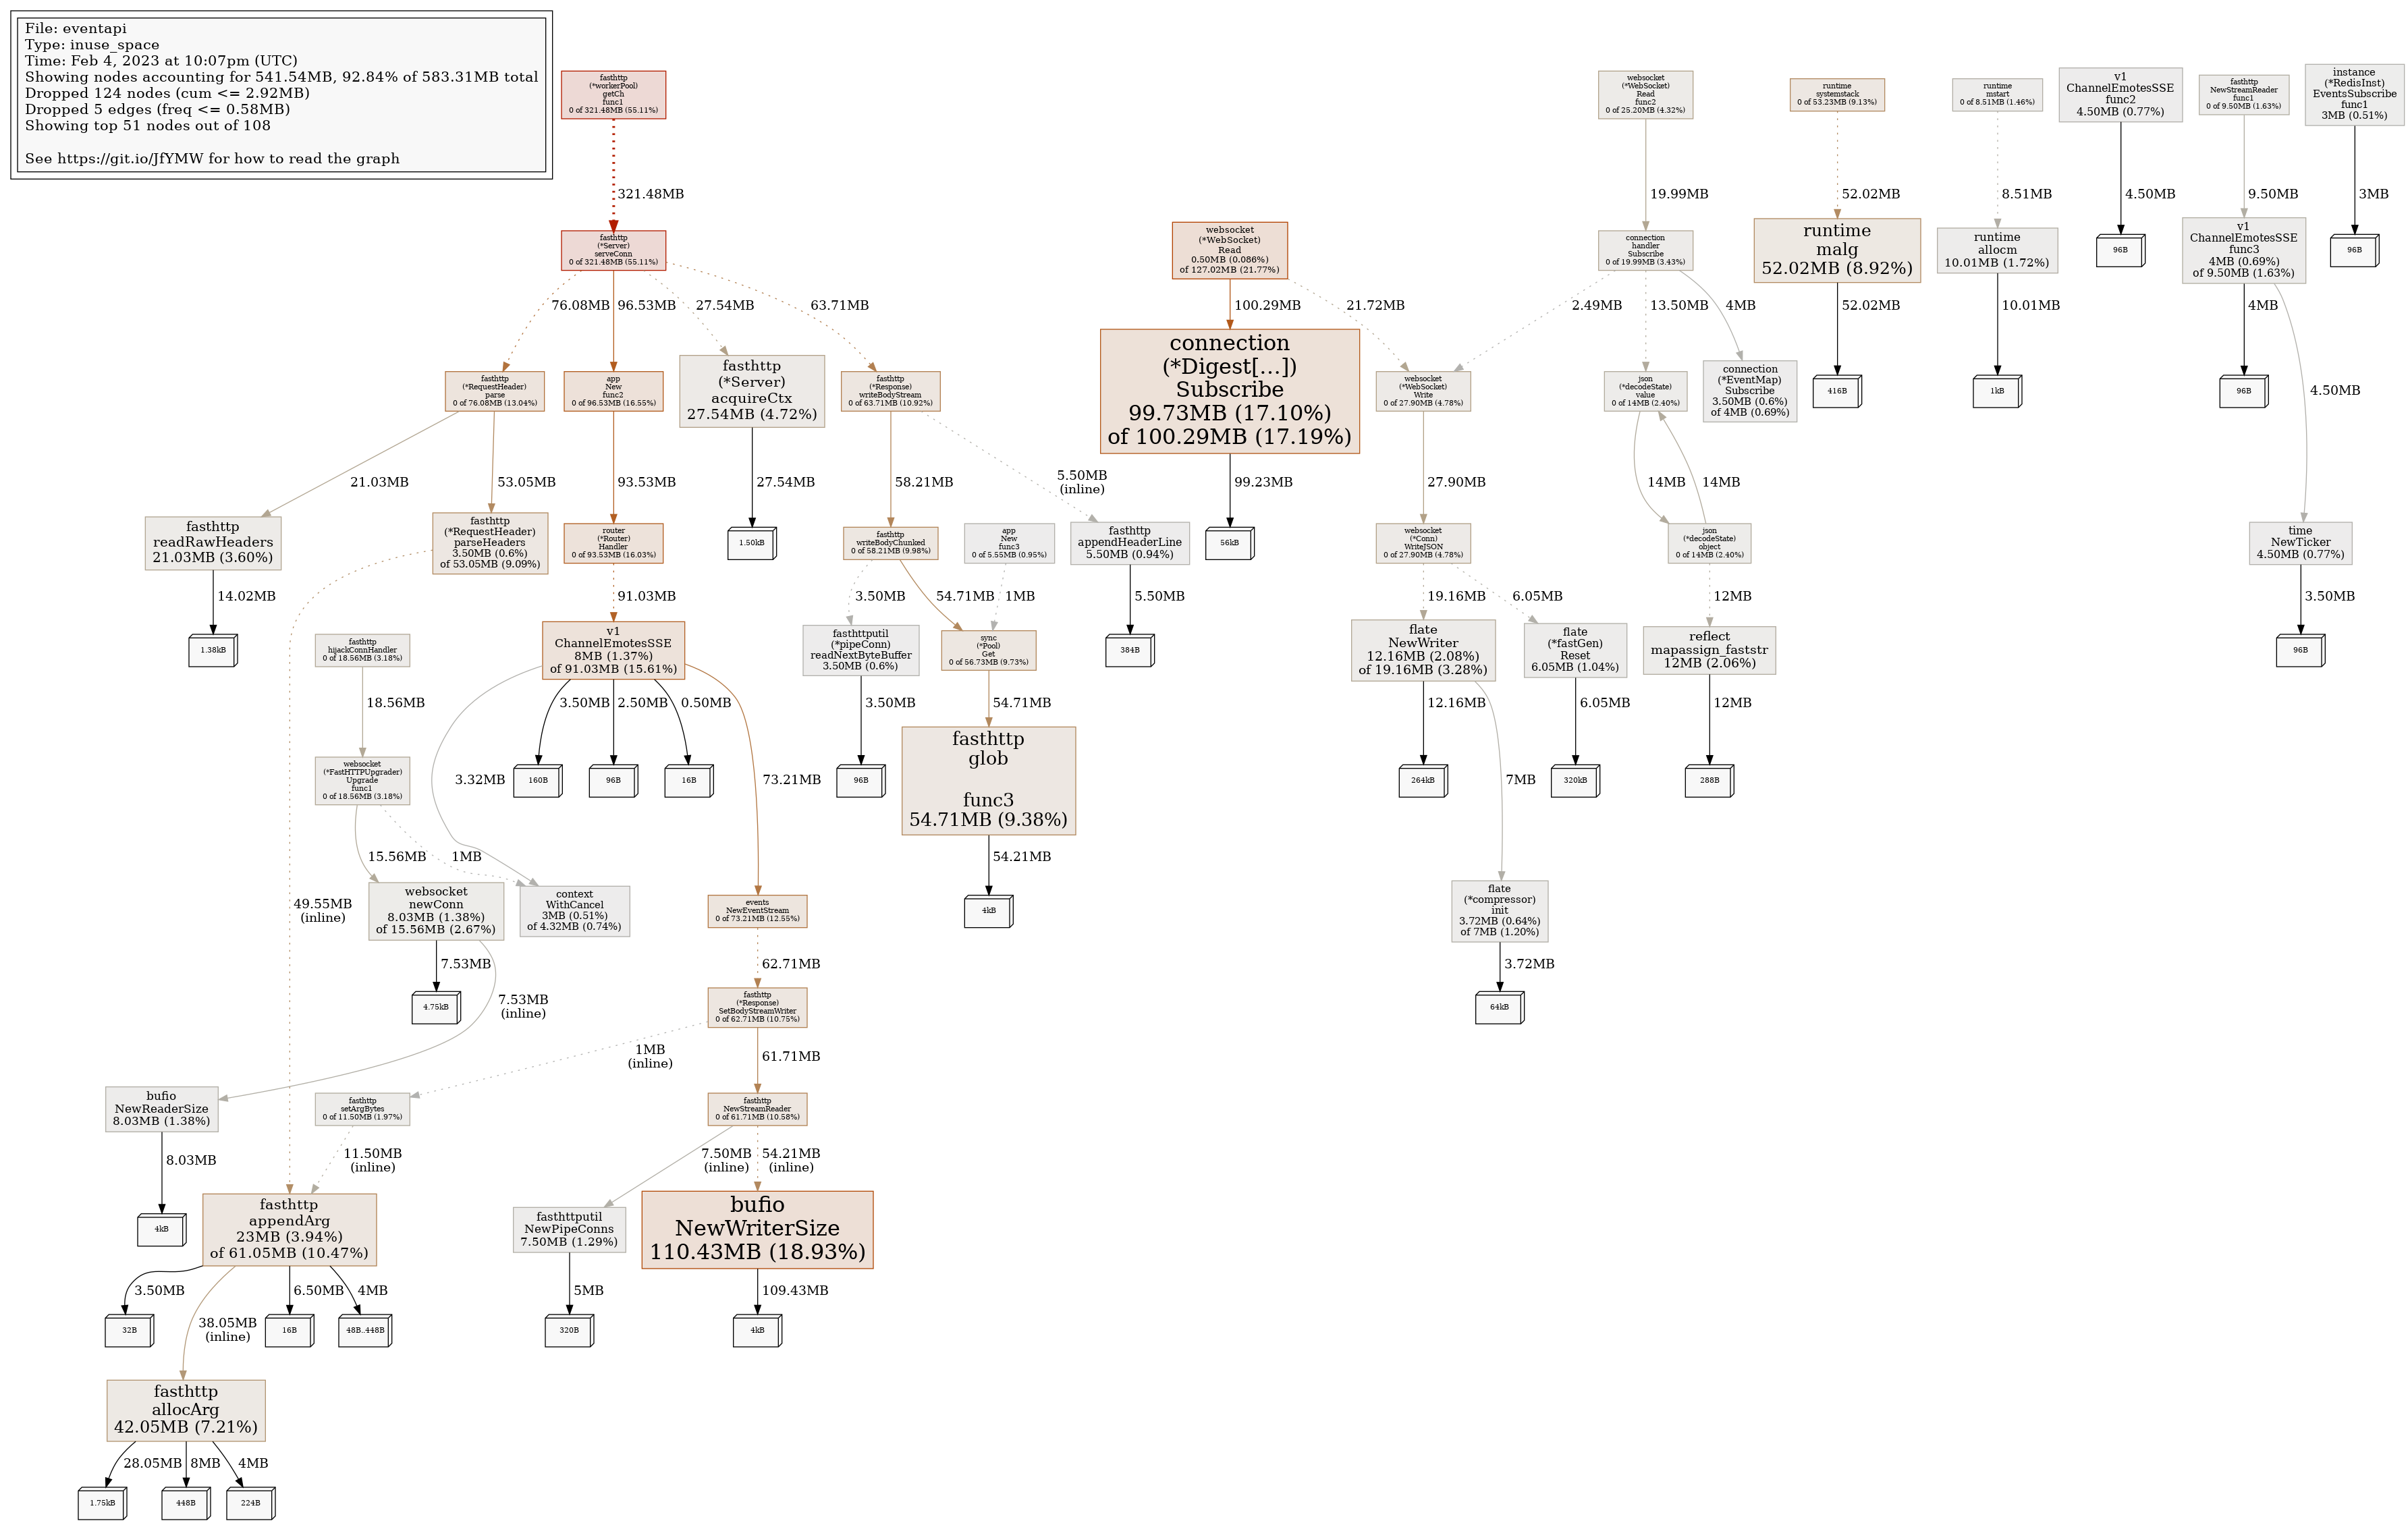 File: eventapi
Type: inuse_space
Time: Feb 4, 2023 at 10:07pm (UTC)
Showing nodes accounting for 541.54MB, 92.84% of 583.31MB total
Dropped 124 nodes (cum <= 2.92MB)
Dropped 5 edges (freq <= 0.58MB)
Showing top 51 nodes out of 108
See https://git.io/JfYMW for how to read the graph
fasthttp
(*workerPool)
getCh
func1
0 of 321.48MB (55.11%)
websocket
(*WebSocket)
Read
func2
0 of 25.20MB (4.32%)
runtime
systemstack
0 of 53.23MB (9.13%)
runtime
mstart
0 of 8.51MB (1.46%)
v1
ChannelEmotesSSE
func2
4.50MB (0.77%)
fasthttp
NewStreamReader
func1
0 of 9.50MB (1.63%)
instance
(*RedisInst)
EventsSubscribe
func1
3MB (0.51%)
321.48MB
19.99MB
52.02MB
8.51MB
4.50MB
9.50MB
3MB
fasthttp
(*Server)
serveConn
0 of 321.48MB (55.11%)
websocket
(*WebSocket)
Read
0.50MB (0.086%)
of 127.02MB (21.77%)
connection
handler
Subscribe
0 of 19.99MB (3.43%)
runtime
malg
52.02MB (8.92%)
runtime
allocm
10.01MB (1.72%)
96B
v1
ChannelEmotesSSE
func3
4MB (0.69%)
of 9.50MB (1.63%)
96B
76.08MB
96.53MB
27.54MB
63.71MB
100.29MB
21.72MB
2.49MB
13.50MB
4MB
52.02MB
10.01MB
4MB
4.50MB
fasthttp
(*RequestHeader)
parse
0 of 76.08MB (13.04%)
app
New
func2
0 of 96.53MB (16.55%)
fasthttp
(*Server)
acquireCtx
27.54MB (4.72%)
fasthttp
(*Response)
writeBodyStream
0 of 63.71MB (10.92%)
connection
(*Digest[...])
Subscribe
99.73MB (17.10%)
of 100.29MB (17.19%)
websocket
(*WebSocket)
Write
0 of 27.90MB (4.78%)
json
(*decodeState)
value
0 of 14MB (2.40%)
connection
(*EventMap)
Subscribe
3.50MB (0.6%)
of 4MB (0.69%)
416B
1kB
96B
21.03MB
53.05MB
93.53MB
27.54MB
58.21MB
5.50MB
(inline)
99.23MB
27.90MB
14MB
14MB
fasthttp
readRawHeaders
21.03MB (3.60%)
fasthttp
(*RequestHeader)
parseHeaders
3.50MB (0.6%)
of 53.05MB (9.09%)
router
(*Router)
Handler
0 of 93.53MB (16.03%)
1.50kB
fasthttp
writeBodyChunked
0 of 58.21MB (9.98%)
app
New
func3
0 of 5.55MB (0.95%)
fasthttp
appendHeaderLine
5.50MB (0.94%)
56kB
websocket
(*Conn)
WriteJSON
0 of 27.90MB (4.78%)
json
(*decodeState)
object
0 of 14MB (2.40%)
time
NewTicker
4.50MB (0.77%)
14.02MB
91.03MB
3.50MB
54.71MB
1MB
5.50MB
19.16MB
6.05MB
12MB
3.50MB
1.38kB
fasthttp
hijackConnHandler
0 of 18.56MB (3.18%)
v1
ChannelEmotesSSE
8MB (1.37%)
of 91.03MB (15.61%)
fasthttputil
(*pipeConn)
readNextByteBuffer
3.50MB (0.6%)
sync
(*Pool)
Get
0 of 56.73MB (9.73%)
384B
flate
NewWriter
12.16MB (2.08%)
of 19.16MB (3.28%)
flate
(*fastGen)
Reset
6.05MB (1.04%)
reflect
mapassign_faststr
12MB (2.06%)
96B
18.56MB
3.32MB
3.50MB
2.50MB
0.50MB
73.21MB
3.50MB
54.71MB
12.16MB
7MB
6.05MB
12MB
websocket
(*FastHTTPUpgrader)
Upgrade
func1
0 of 18.56MB (3.18%)
160B
96B
16B
96B
fasthttp
glob
func3
54.71MB (9.38%)
264kB
320kB
288B
49.55MB
(inline)
15.56MB
1MB
54.21MB
websocket
newConn
8.03MB (1.38%)
of 15.56MB (2.67%)
context
WithCancel
3MB (0.51%)
of 4.32MB (0.74%)
events
NewEventStream
0 of 73.21MB (12.55%)
4kB
flate
(*compressor)
init
3.72MB (0.64%)
of 7MB (1.20%)
7.53MB
7.53MB
(inline)
62.71MB
3.72MB
4.75kB
fasthttp
(*Response)
SetBodyStreamWriter
0 of 62.71MB (10.75%)
64kB
1MB
(inline)
61.71MB
bufio
NewReaderSize
8.03MB (1.38%)
fasthttp
setArgBytes
0 of 11.50MB (1.97%)
fasthttp
NewStreamReader
0 of 61.71MB (10.58%)
8.03MB
11.50MB
(inline)
7.50MB
(inline)
54.21MB
(inline)
4kB
fasthttp
appendArg
23MB (3.94%)
of 61.05MB (10.47%)
fasthttputil
NewPipeConns
7.50MB (1.29%)
bufio
NewWriterSize
110.43MB (18.93%)
3.50MB
38.05MB
(inline)
6.50MB
4MB
5MB
109.43MB
32B
16B
48B..448B
320B
4kB
fasthttp
allocArg
42.05MB (7.21%)
28.05MB
8MB
4MB
1.75kB
448B
224B